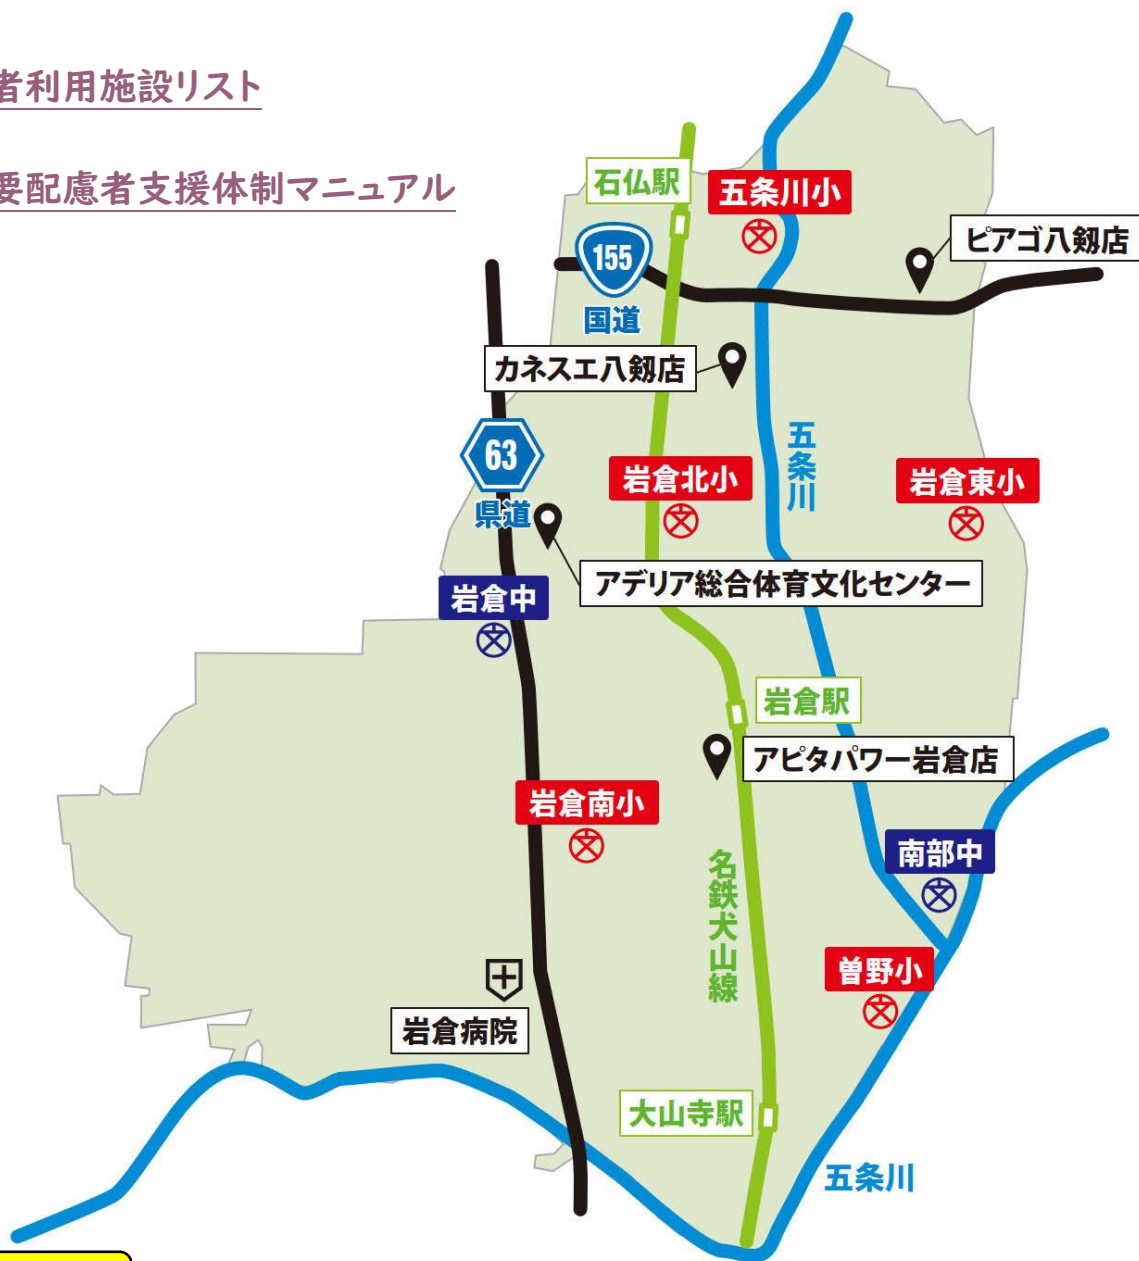 者利用施設リスト
要配慮者支援体制マニュアル
石仏駅
五条川小
ピアゴ八剱店
155
国道
カネスエ八剱店
63
県道
岩倉北小
五条川
岩倉東小
アデリア総合体育文化センター
岩倉中
岩倉駅
アピタパワー岩倉店
岩倉南小
名鉄犬山線
南部中
曽野小
岩倉病院
大山寺駅
五条川